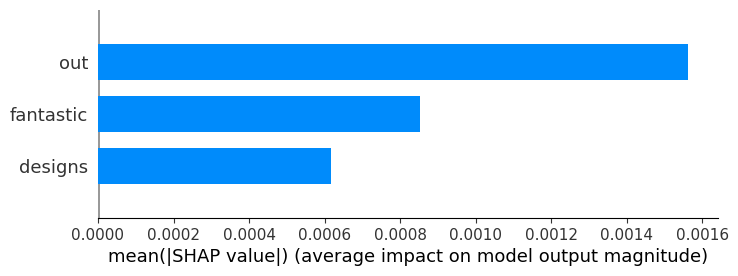 out
fantastic
designs
0.0000 0.0002 0.0004 0.0006 0.0008 0.0010 0.0012 0.0014 0.0016
mean(|SHAP value|) (average impact on model output magnitude)